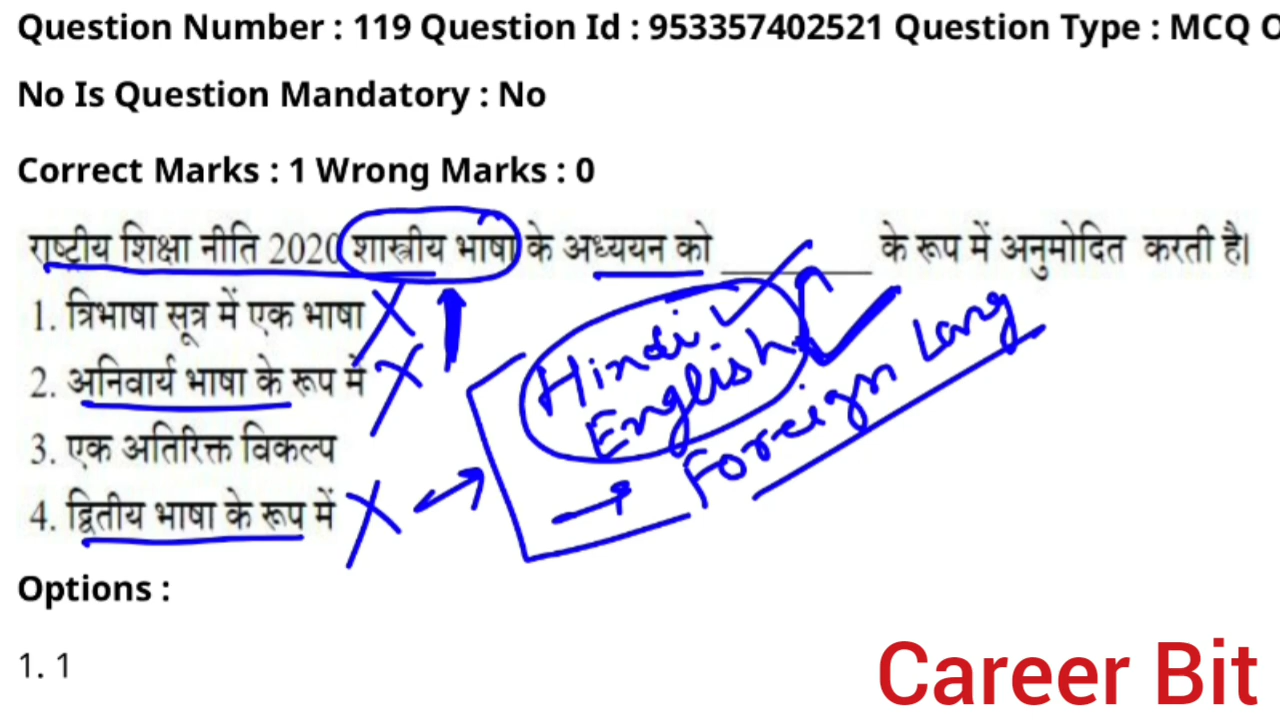 Question Number : 119 Question Id : 953357402521 Question Type : MCQ O
No Is Question Mandatory : No
Correct Marks : 1 Wrong Marks : 0
राष्ट्रीय शिक्षा नीति 2020 शास्त्रीय भाषा के अध्ययन को ________ के रूप में अनुमोदित करती है।
1. त्रिभाषा सूत्र में एक भाषा
2. अनिवार्य भाषा के रूप में
3. एक अतिरिक्त विकल्प
4. द्वितीय भाषा के रूप में
Hindi
English
Foreign Lang
Options :
1. 1
Career Bit